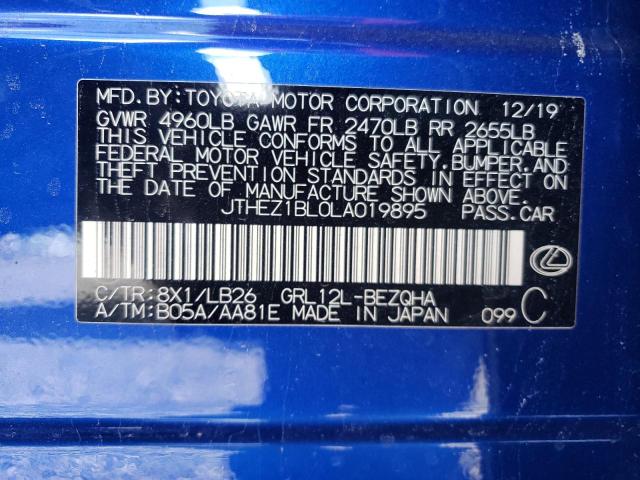 MFD.BY:TOYOTA MOTOR CORPORATION 12/19
GVWR 4960LB GAWR FR 2470LB RR 2655LB
THIS VEHICLE CONFORMS TO ALL APPLICABLE
FEDERAL MOTOR VEHICLE SAFETY,BUMPER,AND
THEFT PREVENTION STANDARDS IN EFFECT ON
THE DATE OF MANUFACTURE SHOWN ABOVE.
JTHEZ1BL0LA019895 PASS.CAR
C/TR:8X1/LB26 GRL12L-BEZQHA
A/TM:B05A/AA81E MADE IN JAPAN 099 C